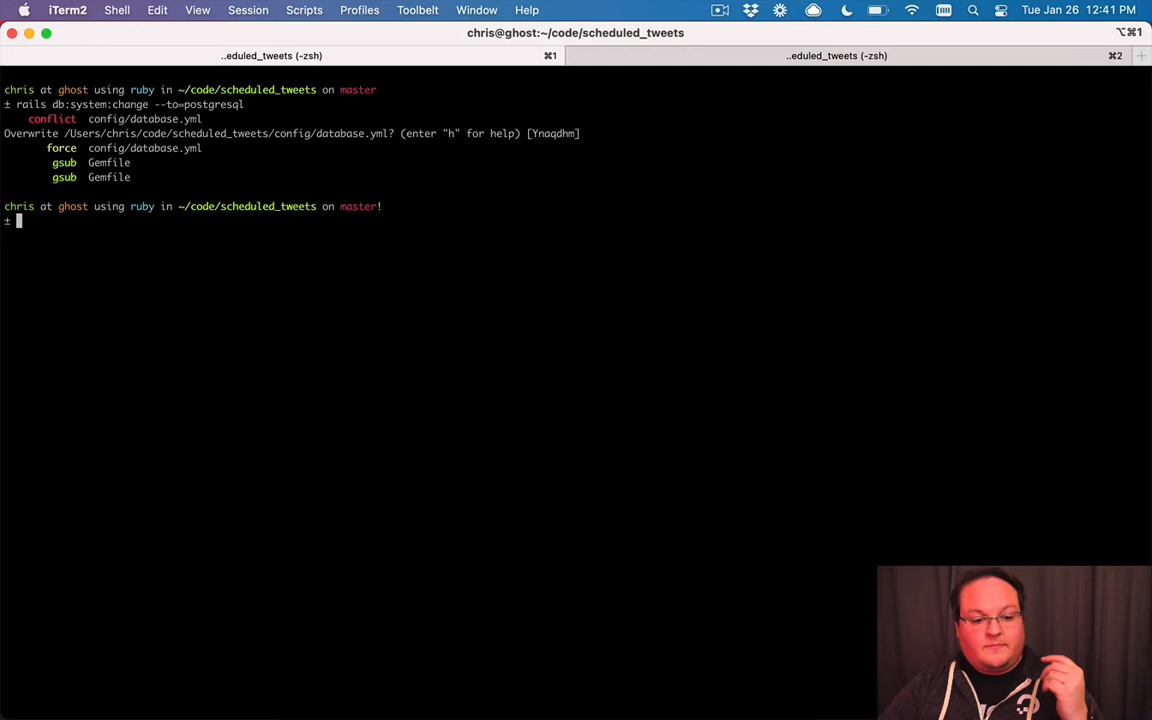 iTerm2 Shell Edit View Session Scripts Profiles Toolbelt Window Help Tue Jan 26 12:41 PM
chris@ghost:~/code/scheduled_tweets ⌥⌘1
..eduled_tweets (-zsh) ⌘1 ..eduled_tweets (-zsh) ⌘2 +
chris at ghost using ruby in ~/code/scheduled_tweets on master
± rails db:system:change --to=postgresql
conflict config/database.yml
Overwrite /Users/chris/code/scheduled_tweets/config/database.yml? (enter "h" for help) [Ynaqdhm]
force config/database.yml
gsub Gemfile
gsub Gemfile
chris at ghost using ruby in ~/code/scheduled_tweets on master!
±